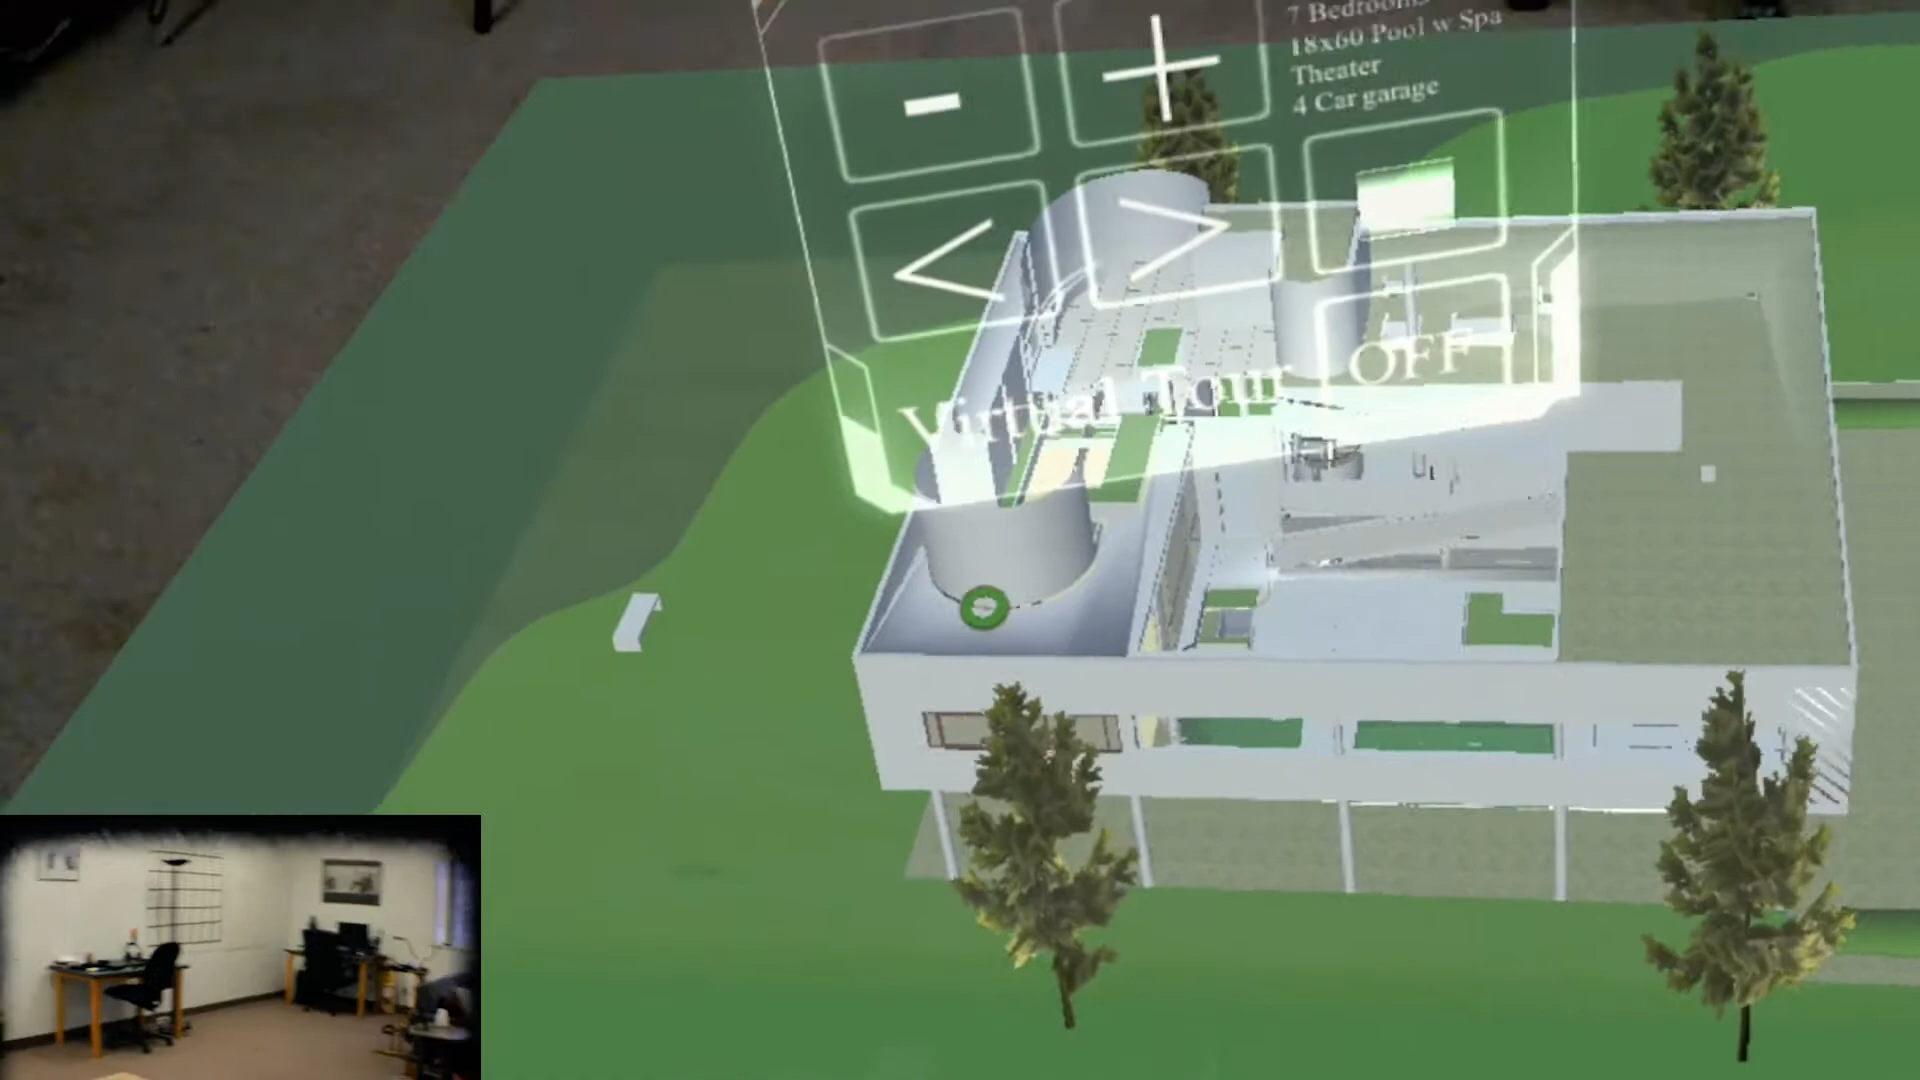 7 Bedrooms
18x60 Pool w Spa
Theater
4 Car garage
OFF
Virtual Tour